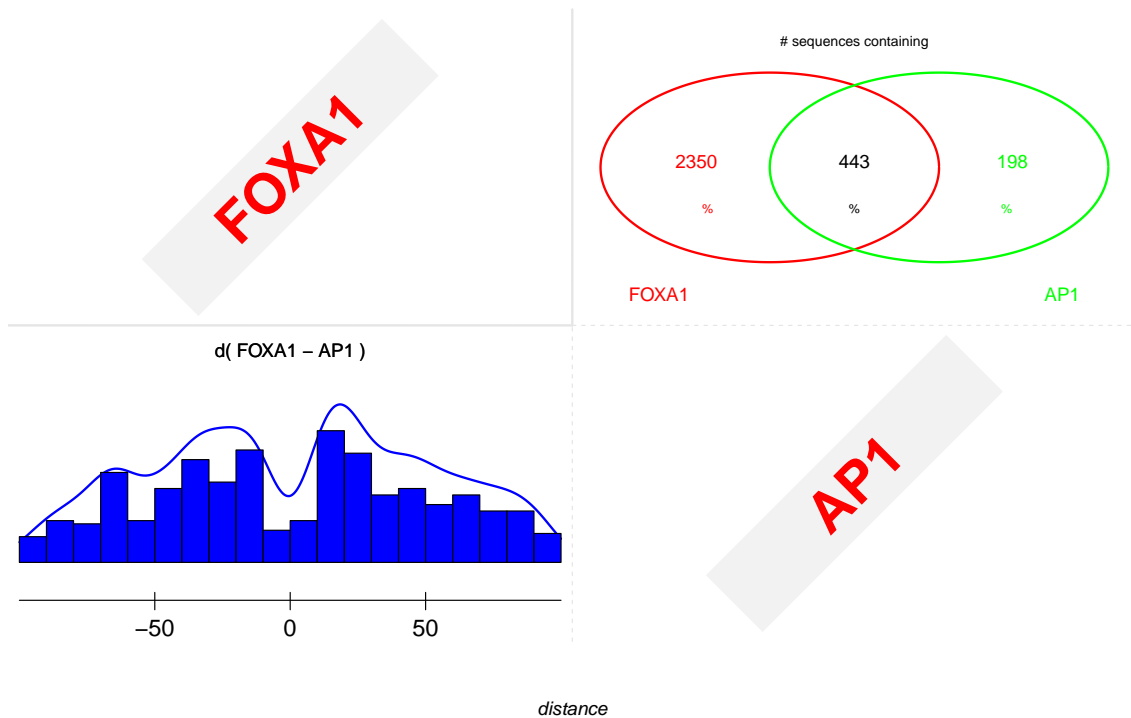 FOXA1
# sequences containing
2350 443 198
% % %
FOXA1 AP1
d( FOXA1 − AP1 )
−50 0 50
AP1
distance